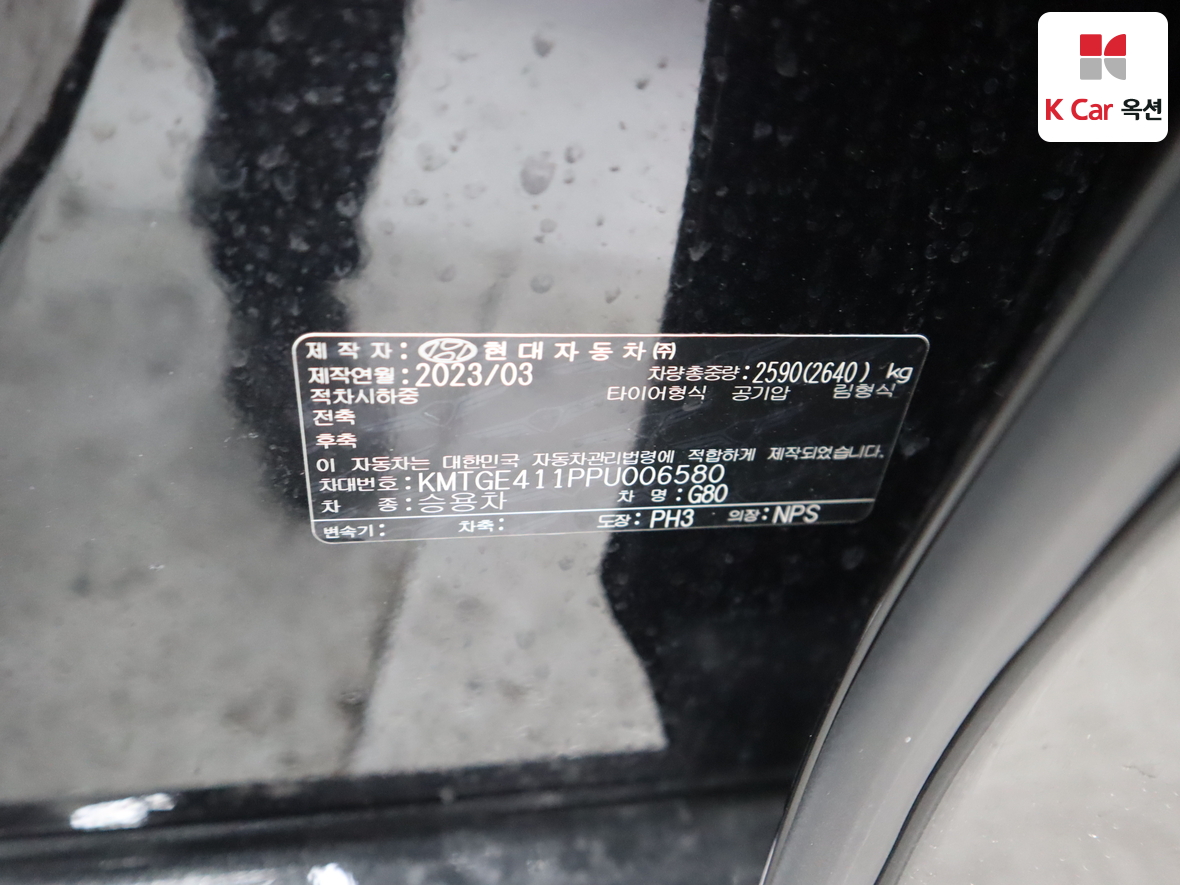 K Car 옥션
제 작 자 : 현대자동차㈜
제작연월 : 2023/03 차량총중량 : 2590(2640) kg
적차시하중 타이어형식 공기압 림형식
전축
후축
이 자동차는 대한민국 자동차관리법령에 적합하게 제작되었습니다.
차대번호 : KMTGE411PPU006580
차 종 : 승용차 차 명 : G80
변속기 : 차축 : 도장 : PH3 의장 : NPS